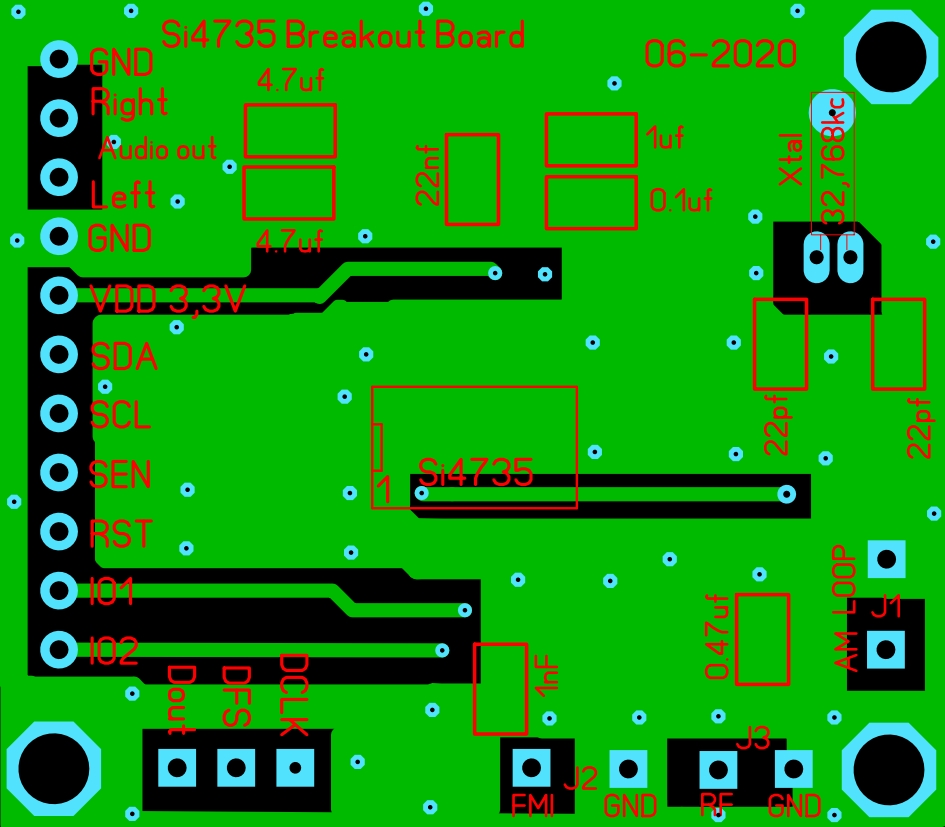 Si4735 Breakout Board
06-2020
GND
Right
Audio out
Left
GND
4.7uf
4.7uf
22nf
1uf
0.1uf
Xtal
32,768kc
VDD 3,3V
SDA
SCL
SEN
RST
IO1
IO2
Si4735
1
22pf
22pf
Dout
DFS
DCLK
1nF
0.47uf
AM LOOP
J1
J2
FMI
GND
J3
RF
GND